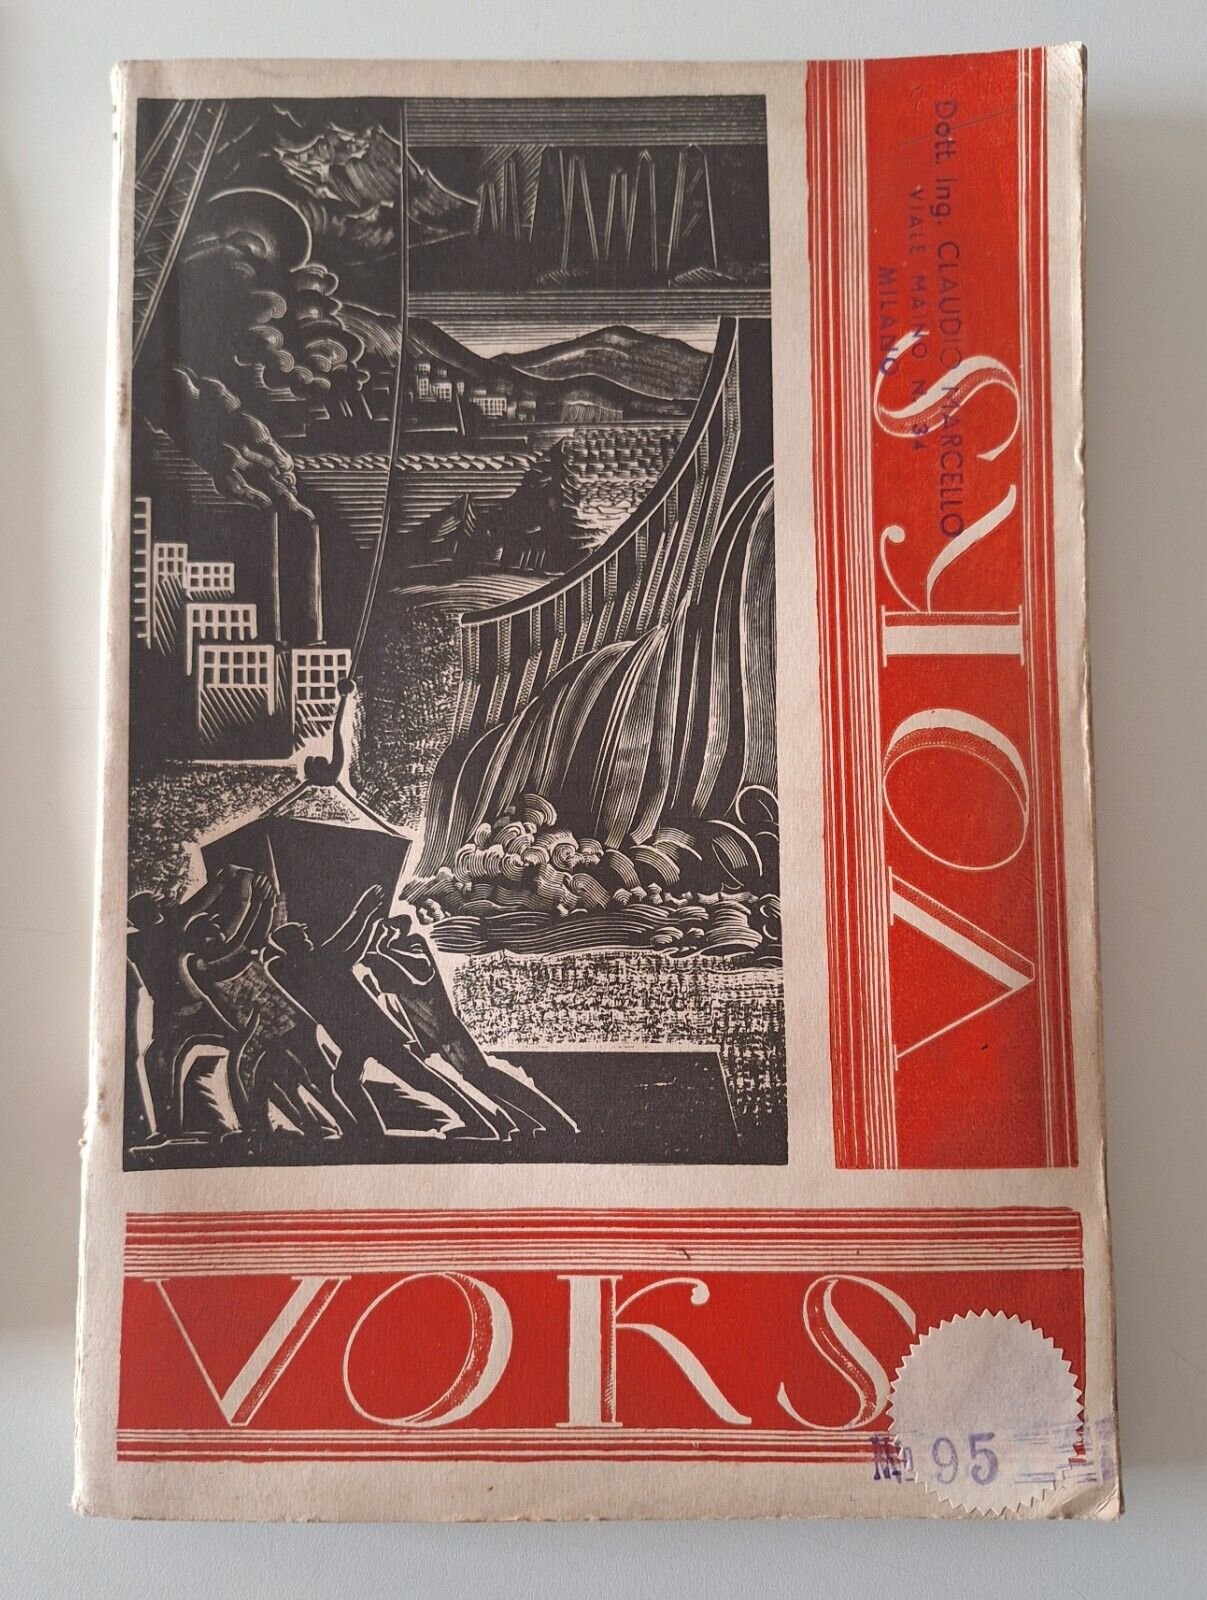 Dott. Ing. CLAUDIO MARCELLO
VIALE MAINO N. 34
MILANO
VOKS
VOKS
No 95